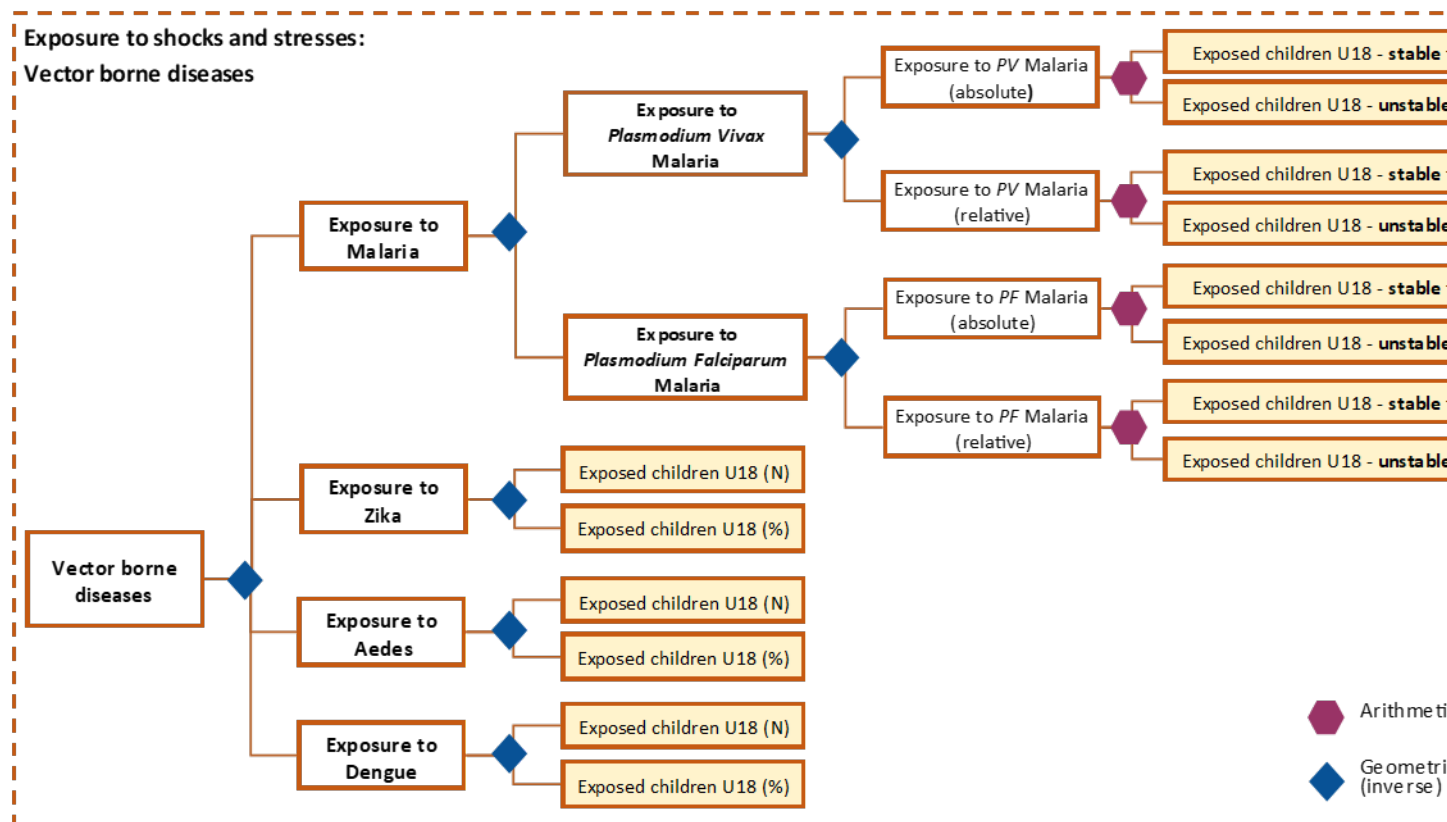 Exposure to shocks and stresses:
Vector borne diseases
Vector borne
diseases
Exposure to
Malaria
Exposure to
Plasmodium Vivax
Malaria
Exposure to PV Malaria
(absolute)
Exposed children U18 - stable
Exposed children U18 - unstable
Exposure to PV Malaria
(relative)
Exposed children U18 - stable
Exposed children U18 - unstable
Exposure to
Plasmodium Falciparum
Malaria
Exposure to PF Malaria
(absolute)
Exposed children U18 - stable
Exposed children U18 - unstable
Exposure to PF Malaria
(relative)
Exposed children U18 - stable
Exposed children U18 - unstable
Exposure to
Zika
Exposed children U18 (N)
Exposed children U18 (%)
Exposure to
Aedes
Exposed children U18 (N)
Exposed children U18 (%)
Exposure to
Dengue
Exposed children U18 (N)
Exposed children U18 (%)
Arithmeti
Geometri
(inverse)